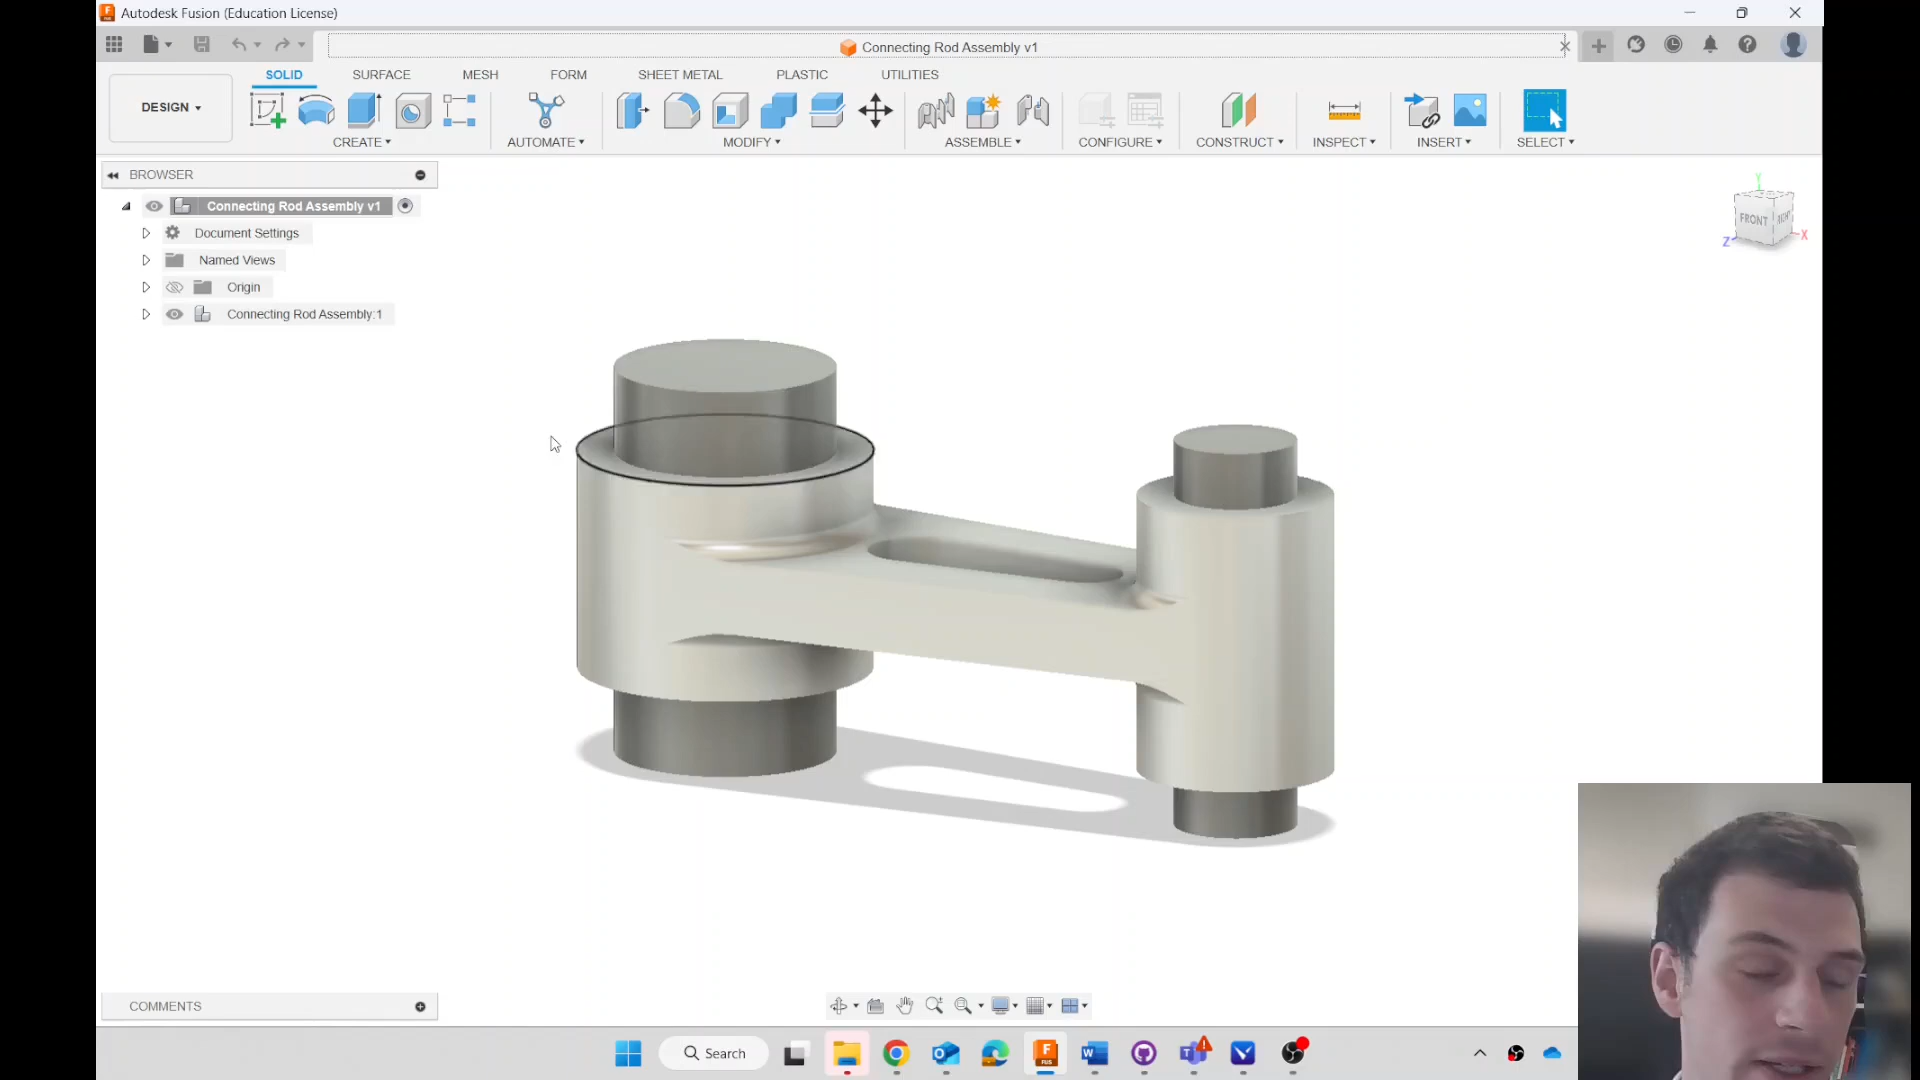 Autodesk Fusion (Education License)
Connecting Rod Assembly v1
DESIGN
SOLID
SURFACE
MESH
FORM
SHEET METAL
PLASTIC
UTILITIES
CREATE
AUTOMATE
MODIFY
ASSEMBLE
CONFIGURE
CONSTRUCT
INSPECT
INSERT
SELECT
BROWSER
Connecting Rod Assembly v1
Document Settings
Named Views
Origin
Connecting Rod Assembly:1
Y
FRONT
RIGHT
Z
X
COMMENTS
Search